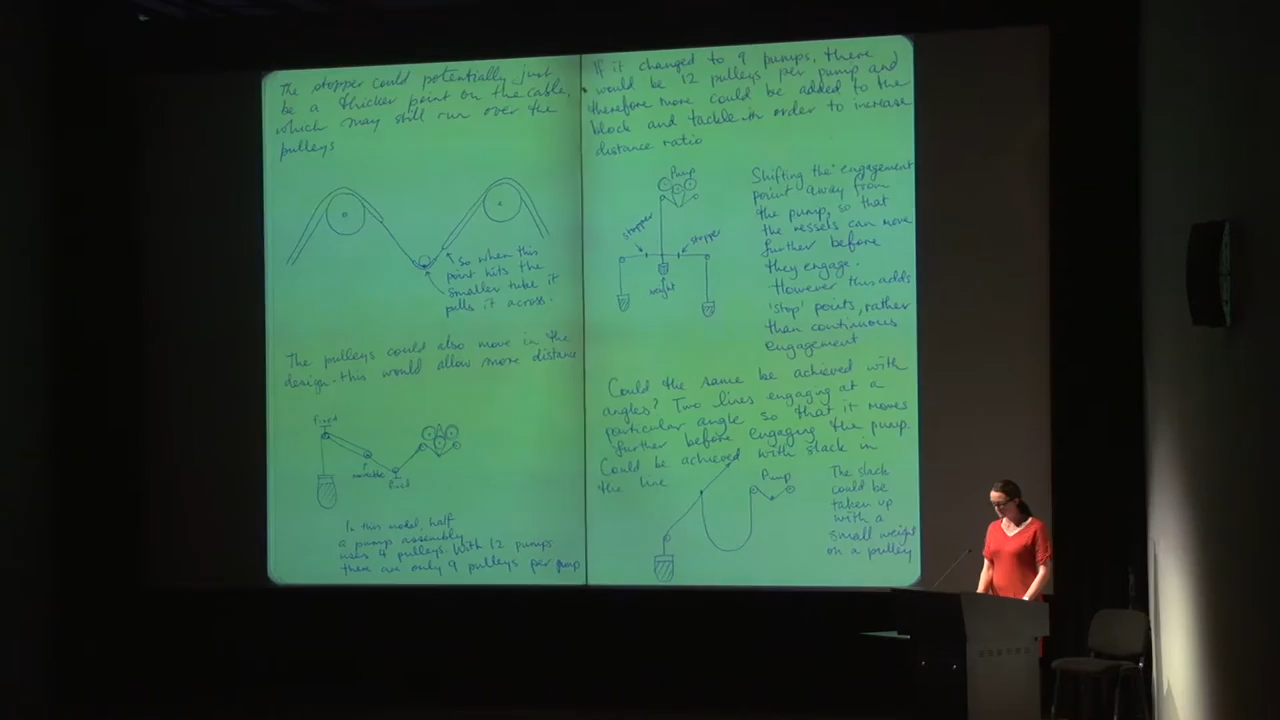 The stopper could potentially just
be a thicker point on the cable,
which may still run over the
pulleys
so when this
point hits the
smaller tube it
pulls it across.
The pulleys could also move in the
design - this would allow more distance
fixed
moveable
fixed
In this model, half
a pump assembly
uses 4 pulleys. With 12 pumps
there are only 9 pulleys per pump
If it changed to 9 pumps, there
would be 12 pulleys per pump and
therefore more could be added to the
block and tackle in order to increase
distance ratio
Pump
stopper
stopper
weight
Shifting the engagement
point away from
the pump, so that
the vessels can move
further before
they engage.
However this adds
'stop' points, rather
than continuous
engagement
Could the same be achieved with
angles? Two lines engaging at a
particular angle so that it moves
further before engaging the pump.
Could be achieved with slack in
the line
Pump
The slack
could be
taken up
with a
small weight
on a pulley